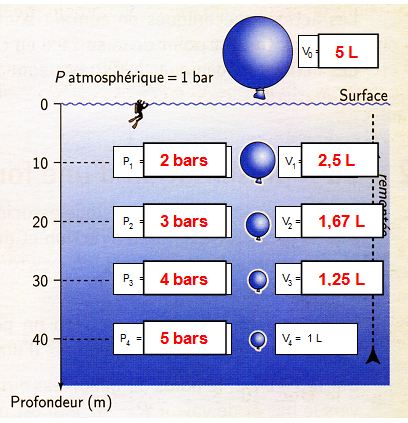 V₀ = 5 L
P atmosphérique = 1 bar
Surface
0
10 P₁ = 2 bars V₁ = 2,5 L
20 P₂ = 3 bars V₂ = 1,67 L
30 P₃ = 4 bars V₃ = 1.25 L
40 P₄ = 5 bars V₄ = 1 L
remontée
Profondeur (m)